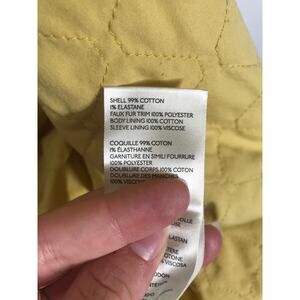 SHELL 99% COTTON
1% ELASTANE
FAUX FUR TRIM 100% POLYESTER
BODY LINING 100% COTTON
SLEEVE LINING 100% VISCOSE
COQUILLE 99% COTON
1% ÉLASTHANNE
GARNITURE EN SIMILI FOURRURE
100% POLYESTER
DOUBLURE CORPS 100% COTON
DOUBLURE DES MANCHES
100% VISCOSE